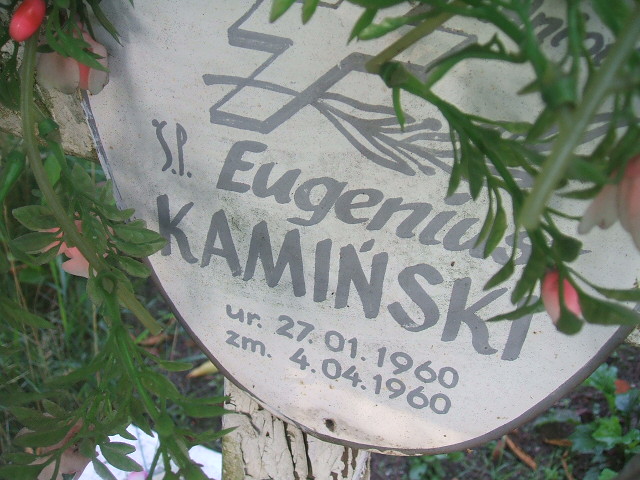 Ś.P. Eugeniusz
KAMIŃSKI
ur. 27.01.1960
zm. 4.04.1960